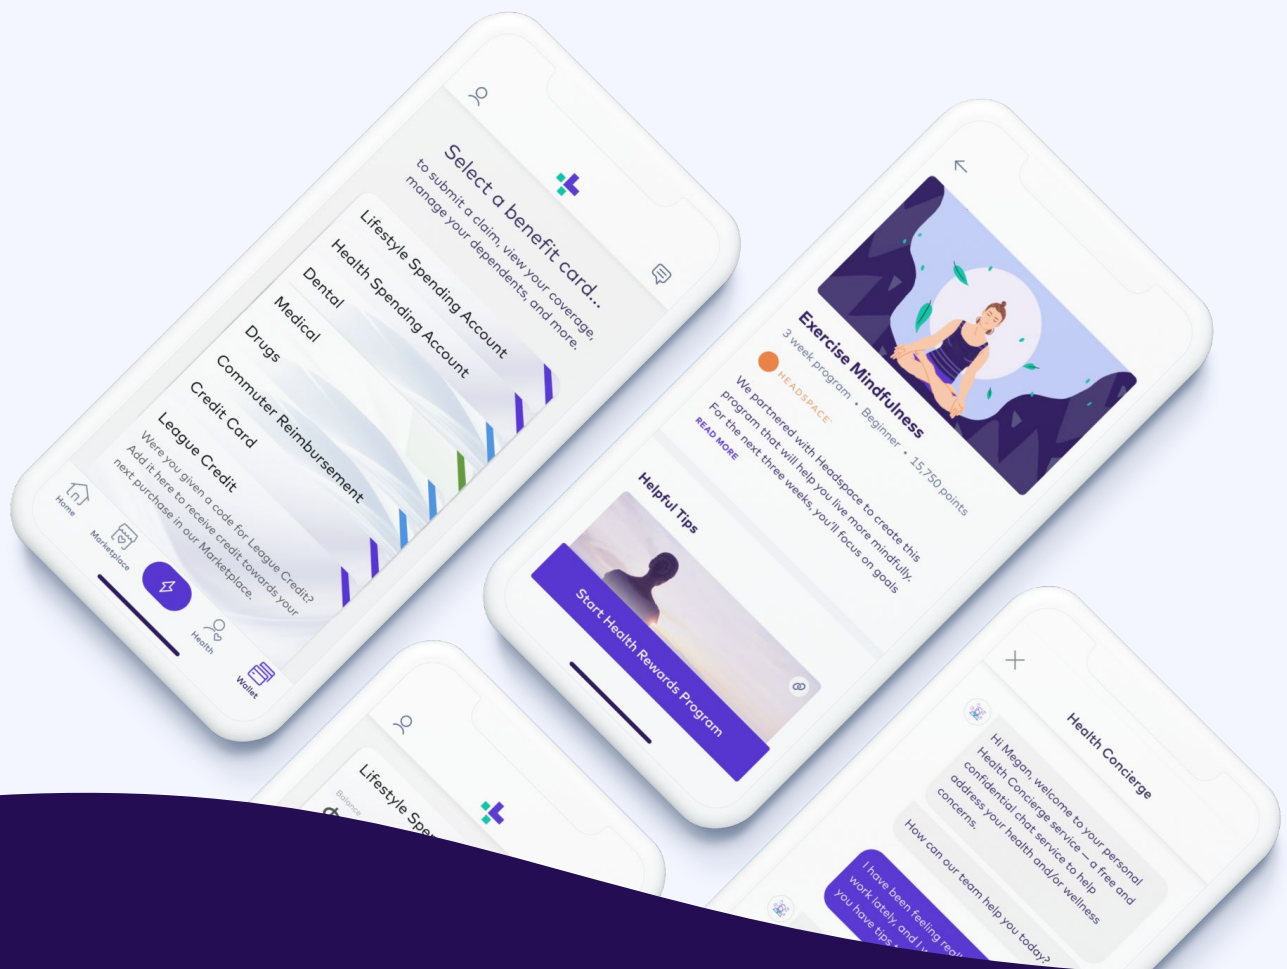 Select a benefit card...
to submit a claim, view your coverage,
manage your dependents, and more.
Lifestyle Spending Account
Health Spending Account
Dental
Medical
Drugs
Commuter Reimbursement
Credit Card
League Credit
Were you given a code for League Credit?
Add it here to receive credit towards your
next purchase in our Marketplace.
Home
Marketplace
Health
Wallet
Exercise Mindfulness
3 week program • Beginner • 15,750 points
HEADSPACE
We partnered with Headspace to create this
program that will help you live more mindfully.
For the next three weeks, you'll focus on goals
READ MORE
Helpful Tips
Start Health Rewards Program
Lifestyle
Balance
Health Concierge
Hi Megan, welcome to your personal
Health Concierge service — a free and
confidential chat service to help
address your health and/or wellness
concerns.
How can our team help you today?
I have been feeling
work lately, and I
you have tips